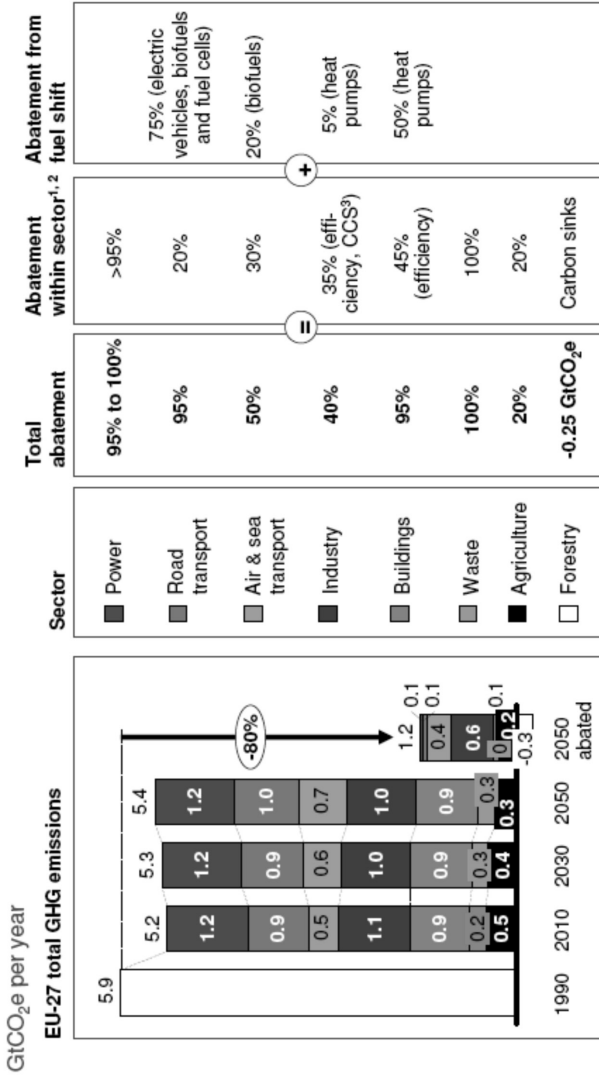 GtCO₂e per year
EU-27 total GHG emissions
5.9
5.2
5.3
5.4
1.2
1.2
1.2
0.9
0.9
1.0
0.5
0.6
0.7
1.1
1.0
1.0
0.9
0.9
0.9
0.2
0.3
0.3
0.5
0.4
0.3
-80%
1.2
0.1
0.1
0.4
0.6
0.1
0
0.2
-0.3
1990
2010
2030
2050
2050
abated
Sector
Power
Road
transport
Air & sea
transport
Industry
Buildings
Waste
Agriculture
Forestry
Total
abatement
95% to 100%
95%
50%
40%
95%
100%
20%
-0.25 GtCO₂e
=
Abatement
within sector¹,²
>95%
20%
30%
35% (effi-
ciency, CCS³)
45%
(efficiency)
100%
20%
Carbon sinks
+
Abatement from
fuel shift
75% (electric
vehicles, biofuels
and fuel cells)
20% (biofuels)
5% (heat
pumps)
50% (heat
pumps)